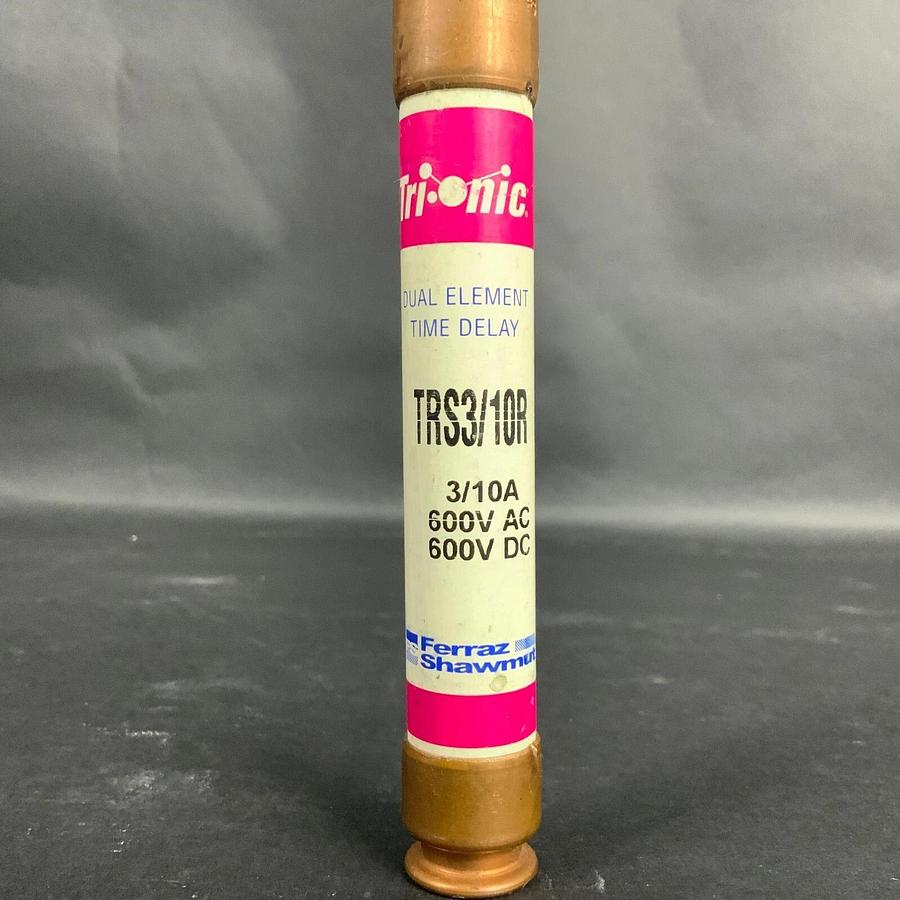 Tri-onic
DUAL ELEMENT
TIME DELAY
TRS3/10R
3/10A
600V AC
600V DC
Ferraz
Shawmut